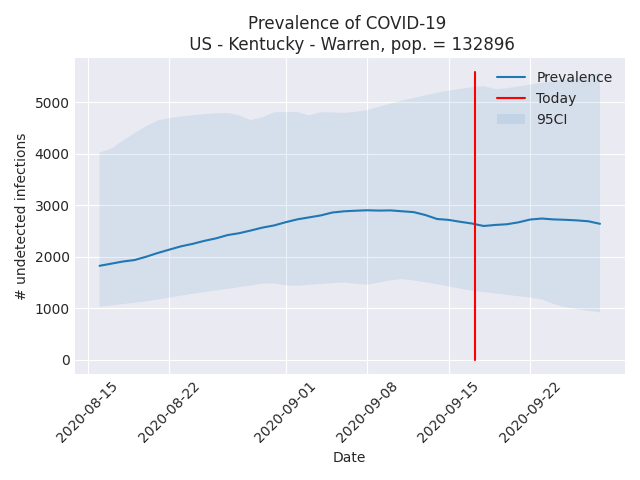 Prevalence of COVID-19
US - Kentucky - Warren, pop. = 132896
Prevalence
Today
95CI
# undetected infections
5000
4000
3000
2000
1000
0
2020-08-15
2020-08-22
2020-09-01
2020-09-08
2020-09-15
2020-09-22
Date